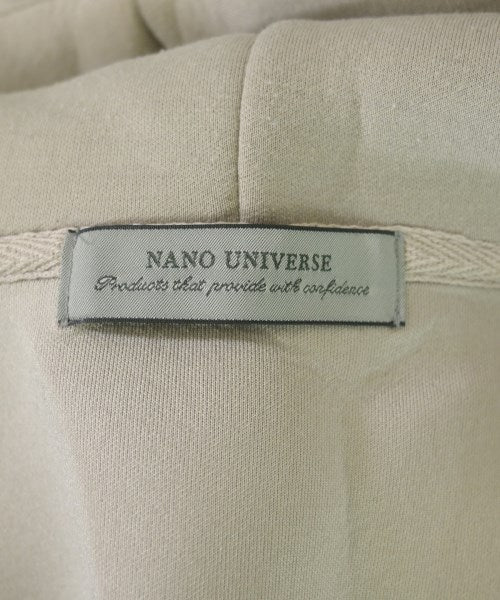 NANO UNIVERSE
Products that provide with confidence